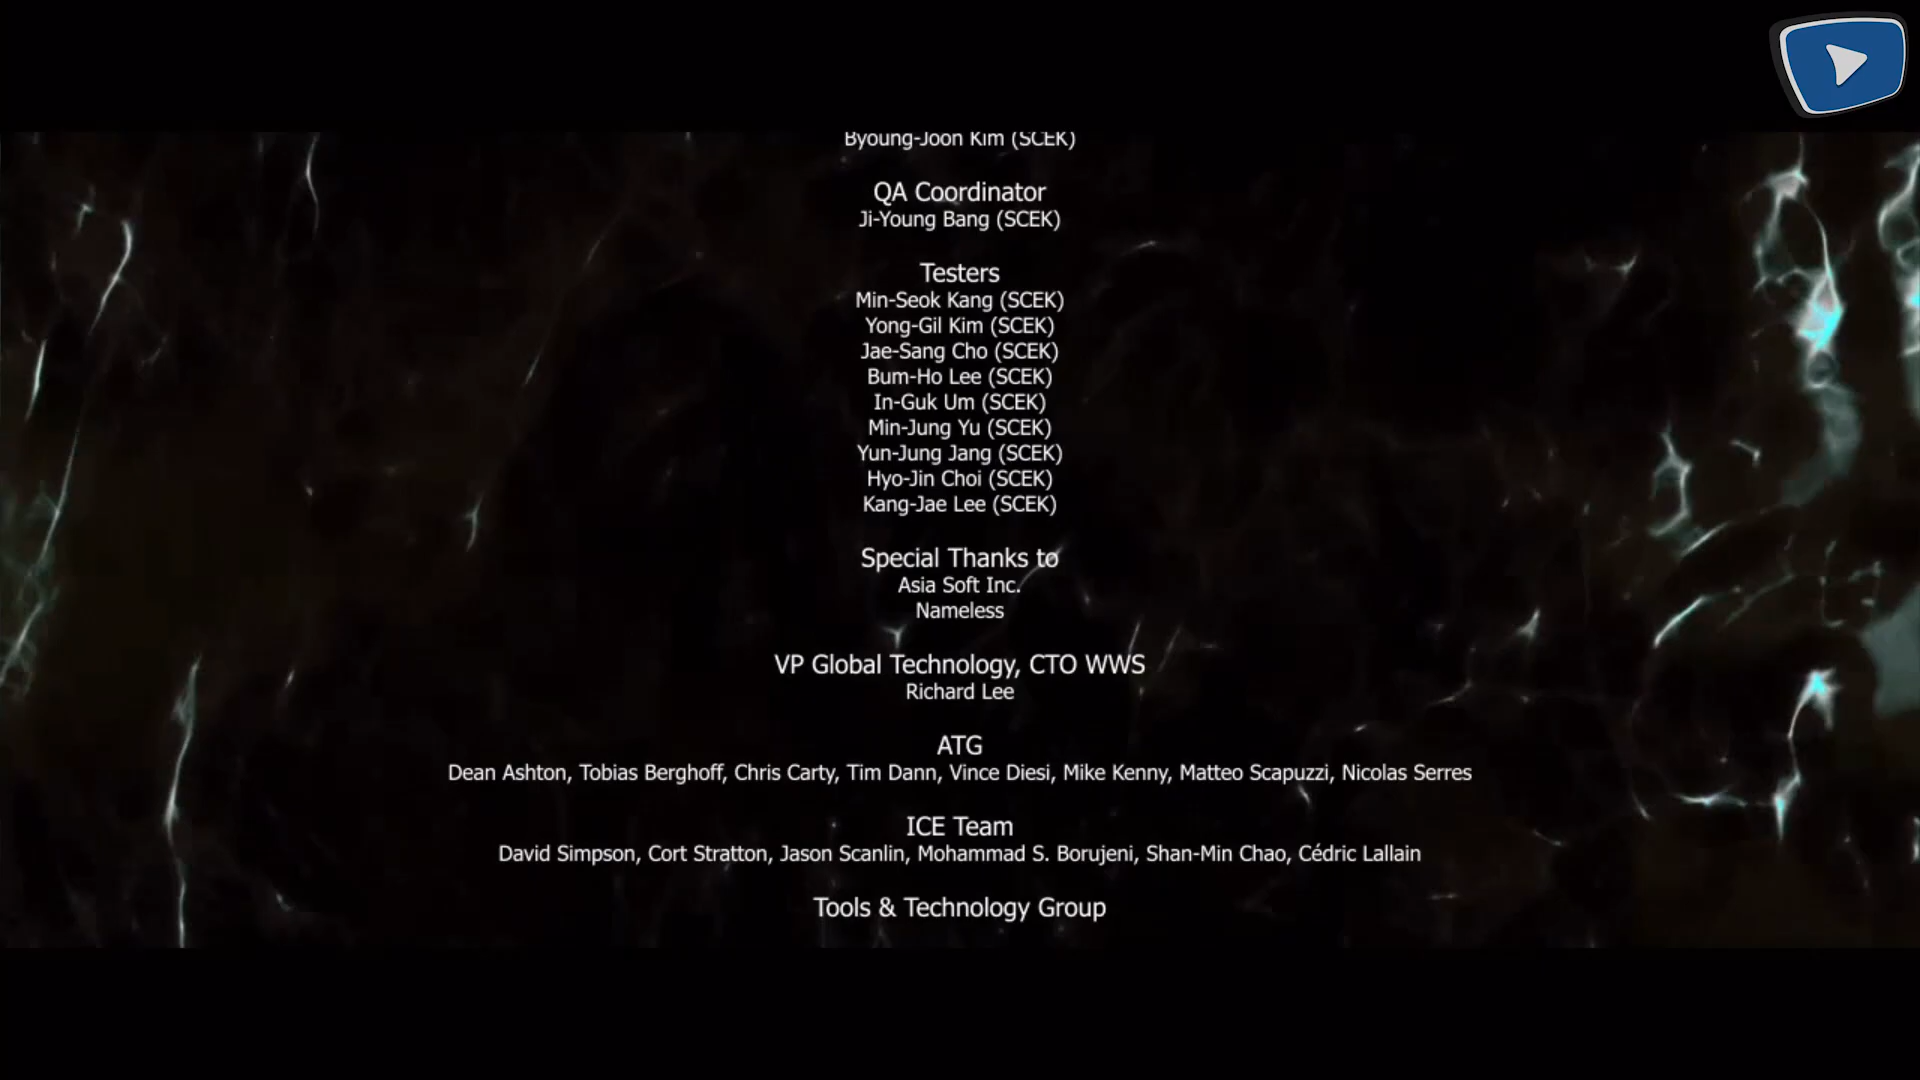 Byoung-Joon Kim (SCEK)
QA Coordinator
Ji-Young Bang (SCEK)
Testers
Min-Seok Kang (SCEK)
Yong-Gil Kim (SCEK)
Jae-Sang Cho (SCEK)
Bum-Ho Lee (SCEK)
In-Guk Um (SCEK)
Min-Jung Yu (SCEK)
Yun-Jung Jang (SCEK)
Hyo-Jin Choi (SCEK)
Kang-Jae Lee (SCEK)
Special Thanks to
Asia Soft Inc.
Nameless
VP Global Technology, CTO WWS
Richard Lee
ATG
Dean Ashton, Tobias Berghoff, Chris Carty, Tim Dann, Vince Diesi, Mike Kenny, Matteo Scapuzzi, Nicolas Serres
ICE Team
David Simpson, Cort Stratton, Jason Scanlin, Mohammad S. Borujeni, Shan-Min Chao, Cédric Lallain
Tools & Technology Group